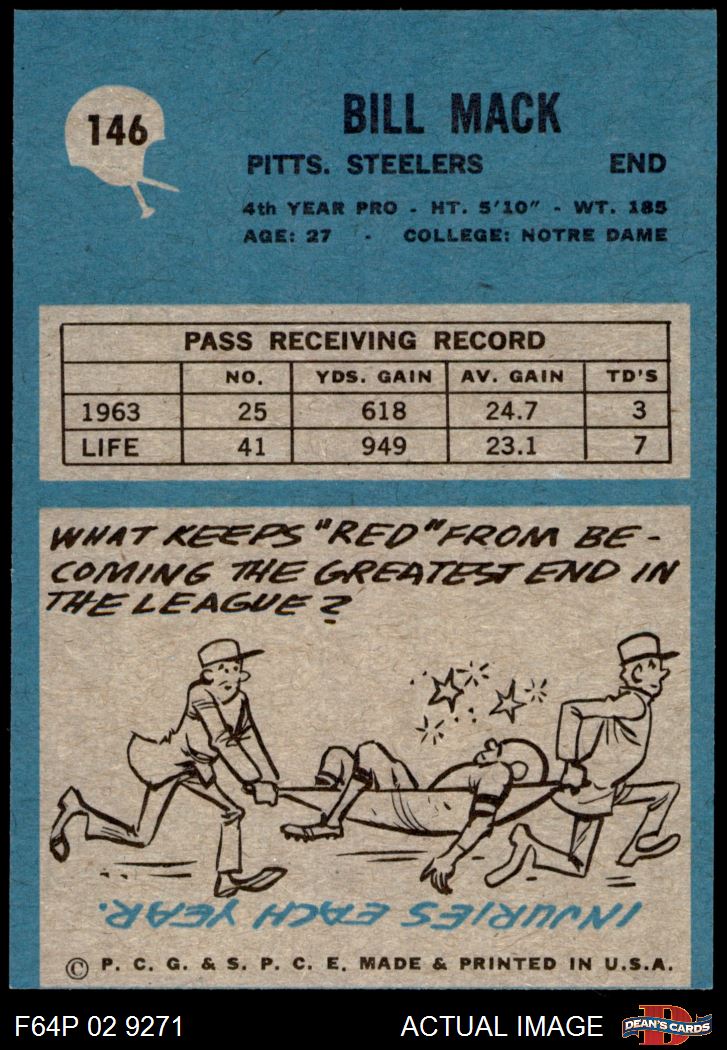 146
BILL MACK
PITTS. STEELERS END
4th YEAR PRO - HT. 5'10" - WT. 185
AGE: 27 - COLLEGE: NOTRE DAME
PASS RECEIVING RECORD
NO. YDS. GAIN AV. GAIN TD'S
1963 25 618 24.7 3
LIFE 41 949 23.1 7
WHAT KEEPS "RED" FROM BE-
COMING THE GREATEST END IN
THE LEAGUE?
INJURIES EACH YEAR.
© P. C. G. & S. P. C. E. MADE & PRINTED IN U.S.A.
F64P 02 9271 ACTUAL IMAGE D DEAN'S CARDS